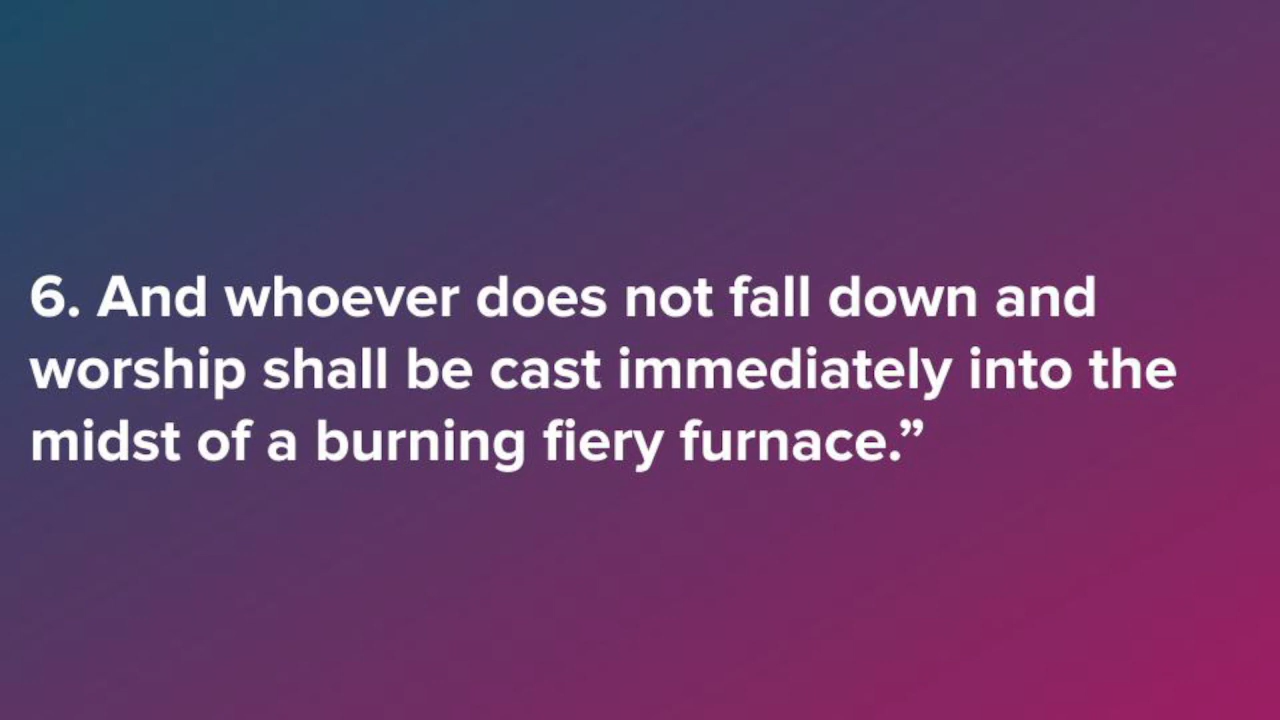 6. And whoever does not fall down and
worship shall be cast immediately into the
midst of a burning fiery furnace.”